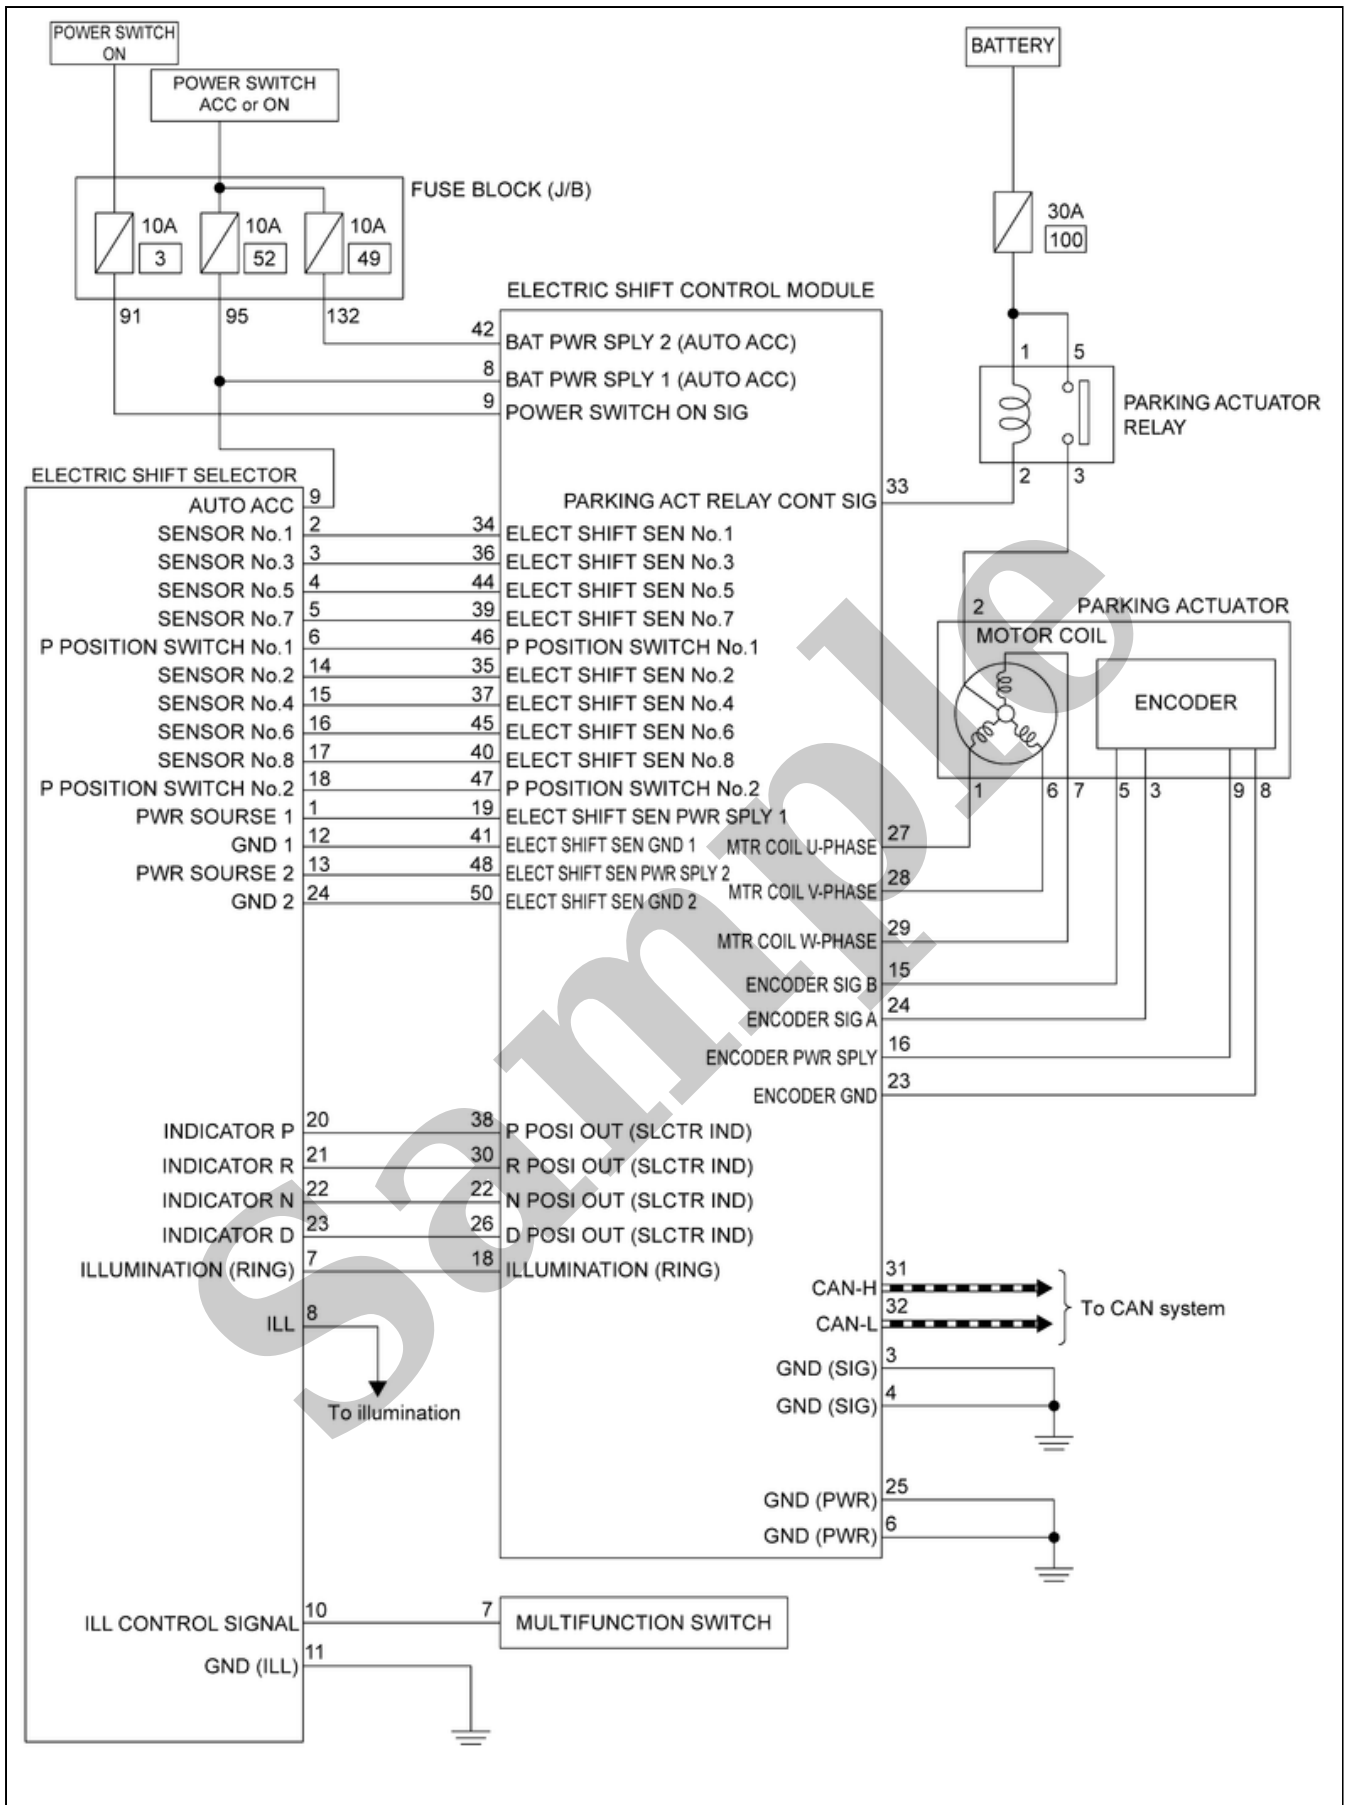 POWER SWITCH
ON
POWER SWITCH
ACC or ON
BATTERY
FUSE BLOCK (J/B)
10A
3
10A
52
10A
49
30A
100
91
95
132
ELECTRIC SHIFT CONTROL MODULE
42
BAT PWR SPLY 2 (AUTO ACC)
8
BAT PWR SPLY 1 (AUTO ACC)
9
POWER SWITCH ON SIG
1
5
PARKING ACTUATOR
RELAY
2
3
PARKING ACT RELAY CONT SIG
33
ELECTRIC SHIFT SELECTOR
AUTO ACC 9
SENSOR No.1 2 34 ELECT SHIFT SEN No.1
SENSOR No.3 3 36 ELECT SHIFT SEN No.3
SENSOR No.5 4 44 ELECT SHIFT SEN No.5
SENSOR No.7 5 39 ELECT SHIFT SEN No.7
P POSITION SWITCH No.1 6 46 P POSITION SWITCH No.1
SENSOR No.2 14 35 ELECT SHIFT SEN No.2
SENSOR No.4 15 37 ELECT SHIFT SEN No.4
SENSOR No.6 16 45 ELECT SHIFT SEN No.6
SENSOR No.8 17 40 ELECT SHIFT SEN No.8
P POSITION SWITCH No.2 18 47 P POSITION SWITCH No.2
PWR SOURSE 1 1 19 ELECT SHIFT SEN PWR SPLY 1
GND 1 12 41 ELECT SHIFT SEN GND 1
PWR SOURSE 2 13 48 ELECT SHIFT SEN PWR SPLY 2
GND 2 24 50 ELECT SHIFT SEN GND 2
2
PARKING ACTUATOR
MOTOR COIL
ENCODER
1
6
7
5
3
9
8
MTR COIL U-PHASE 27
MTR COIL V-PHASE 28
MTR COIL W-PHASE 29
ENCODER SIG B 15
ENCODER SIG A 24
ENCODER PWR SPLY 16
ENCODER GND 23
INDICATOR P 20 38 P POSI OUT (SLCTR IND)
INDICATOR R 21 30 R POSI OUT (SLCTR IND)
INDICATOR N 22 22 N POSI OUT (SLCTR IND)
INDICATOR D 23 26 D POSI OUT (SLCTR IND)
ILLUMINATION (RING) 7 18 ILLUMINATION (RING)
ILL 8
To illumination
CAN-H 31
CAN-L 32
To CAN system
GND (SIG) 3
GND (SIG) 4
GND (PWR) 25
GND (PWR) 6
ILL CONTROL SIGNAL 10 7 MULTIFUNCTION SWITCH
GND (ILL) 11
Sample